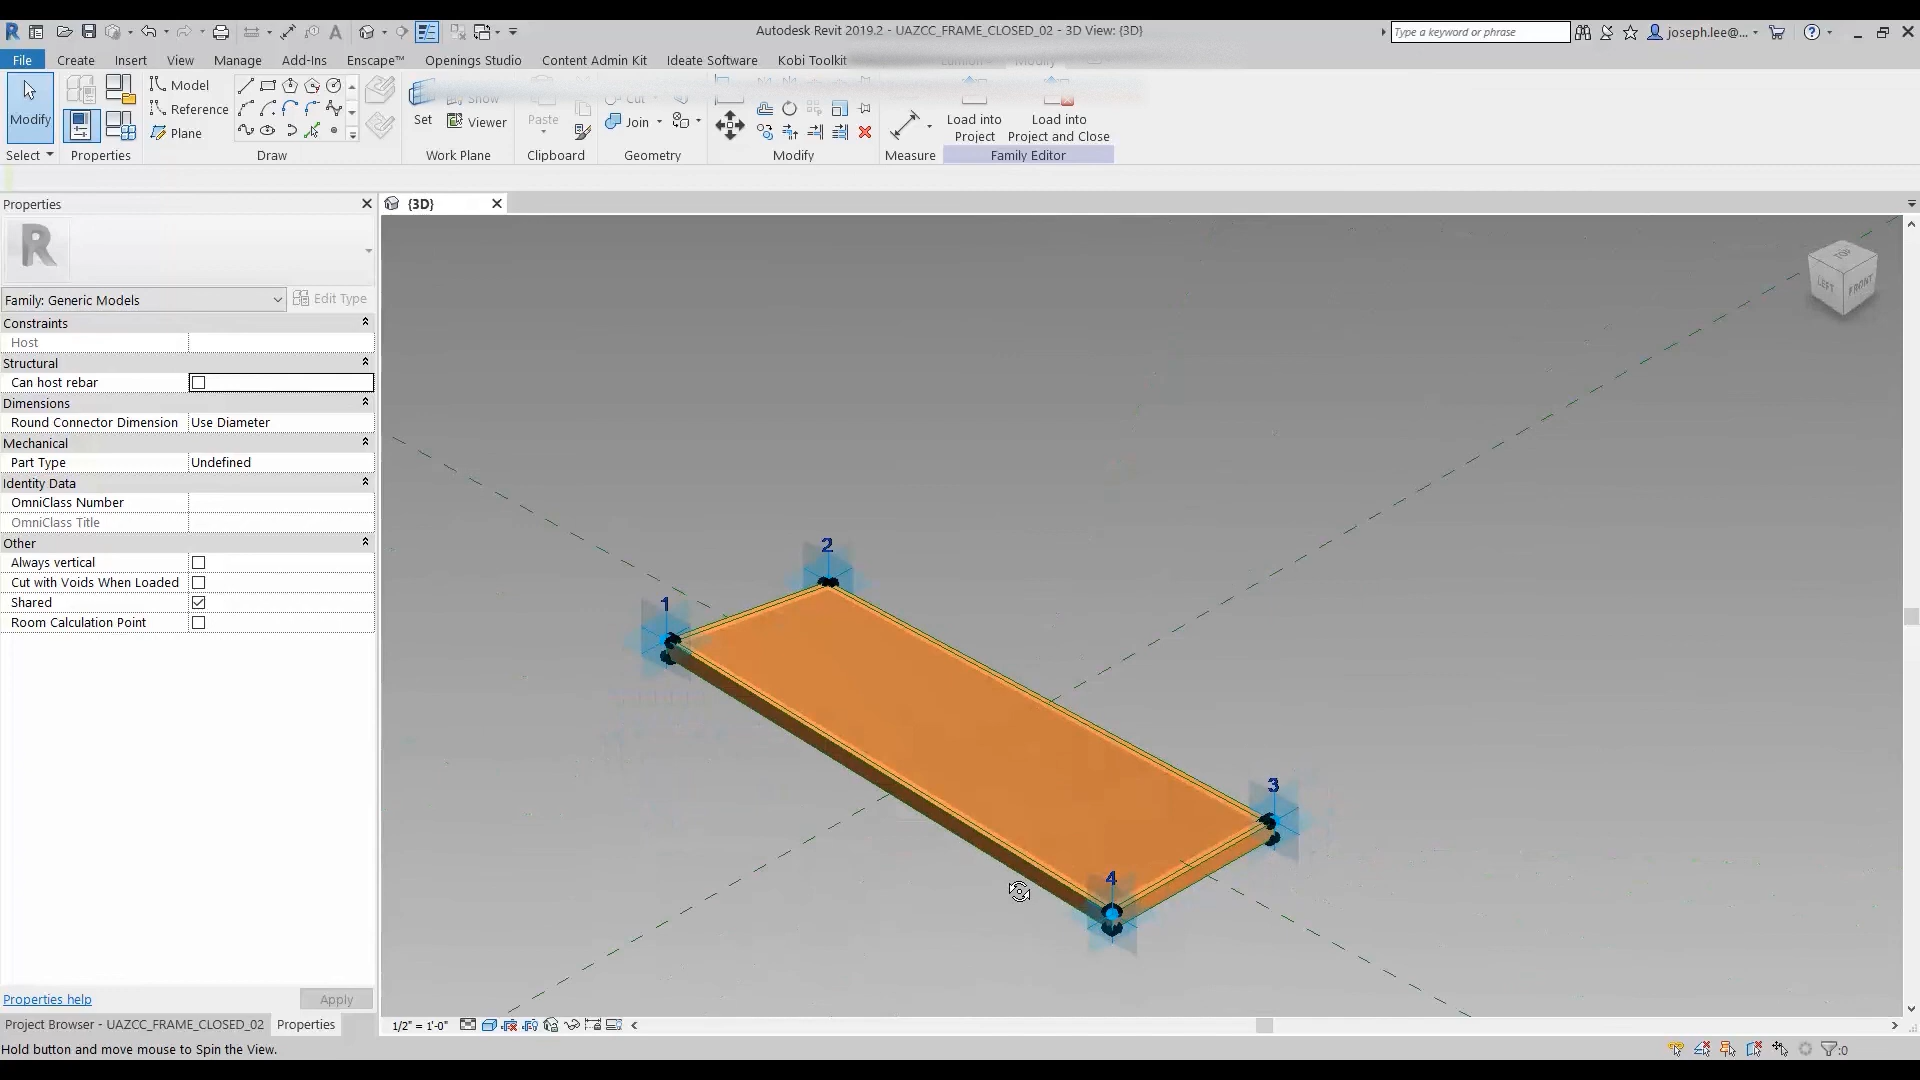 Autodesk Revit 2019.2 - UAZCC_FRAME_CLOSED_02 - 3D View: {3D}
Type a keyword or phrase
joseph.lee@...
File Create Insert View Manage Add-Ins Enscape™ Openings Studio Content Admin Kit Ideate Software Kobi Toolkit
Modify
Model
Reference
Plane
Set
Show
Viewer
Paste
Cut
Join
Load into
Project
Load into
Project and Close
Select Properties Draw Work Plane Clipboard Geometry Modify Measure Family Editor
Properties
{3D}
R
Family: Generic Models
Edit Type
Constraints
Host
Structural
Can host rebar
Dimensions
Round Connector Dimension Use Diameter
Mechanical
Part Type Undefined
Identity Data
OmniClass Number
OmniClass Title
Other
Always vertical
Cut with Voids When Loaded
Shared
Room Calculation Point
TOP
LEFT
FRONT
2
1
3
4
Properties help
Apply
Project Browser - UAZCC_FRAME_CLOSED_02
Properties
1/2" = 1'-0"
Hold button and move mouse to Spin the View.
:0